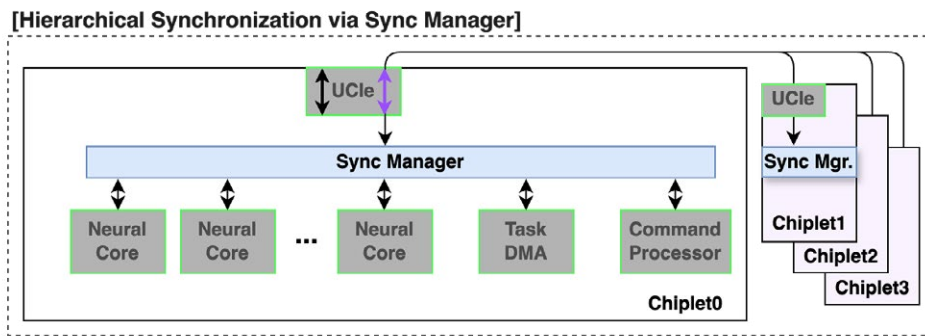 [Hierarchical Synchronization via Sync Manager]
UCIe
UCIe
Sync Manager
Sync Mgr.
Neural
Core
Neural
Core
...
Neural
Core
Task
DMA
Command
Processor
Chiplet0
Chiplet1
Chiplet2
Chiplet3